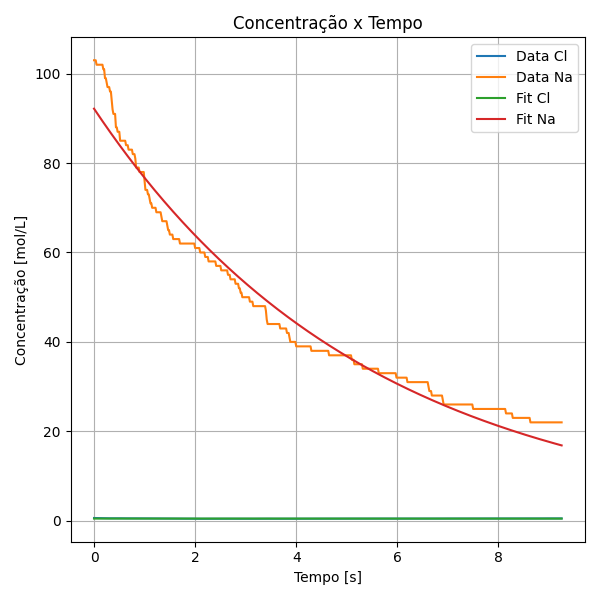 Concentração x Tempo
Data Cl
Data Na
Fit Cl
Fit Na
Concentração [mol/L]
100
80
60
40
20
0
0 2 4 6 8
Tempo [s]